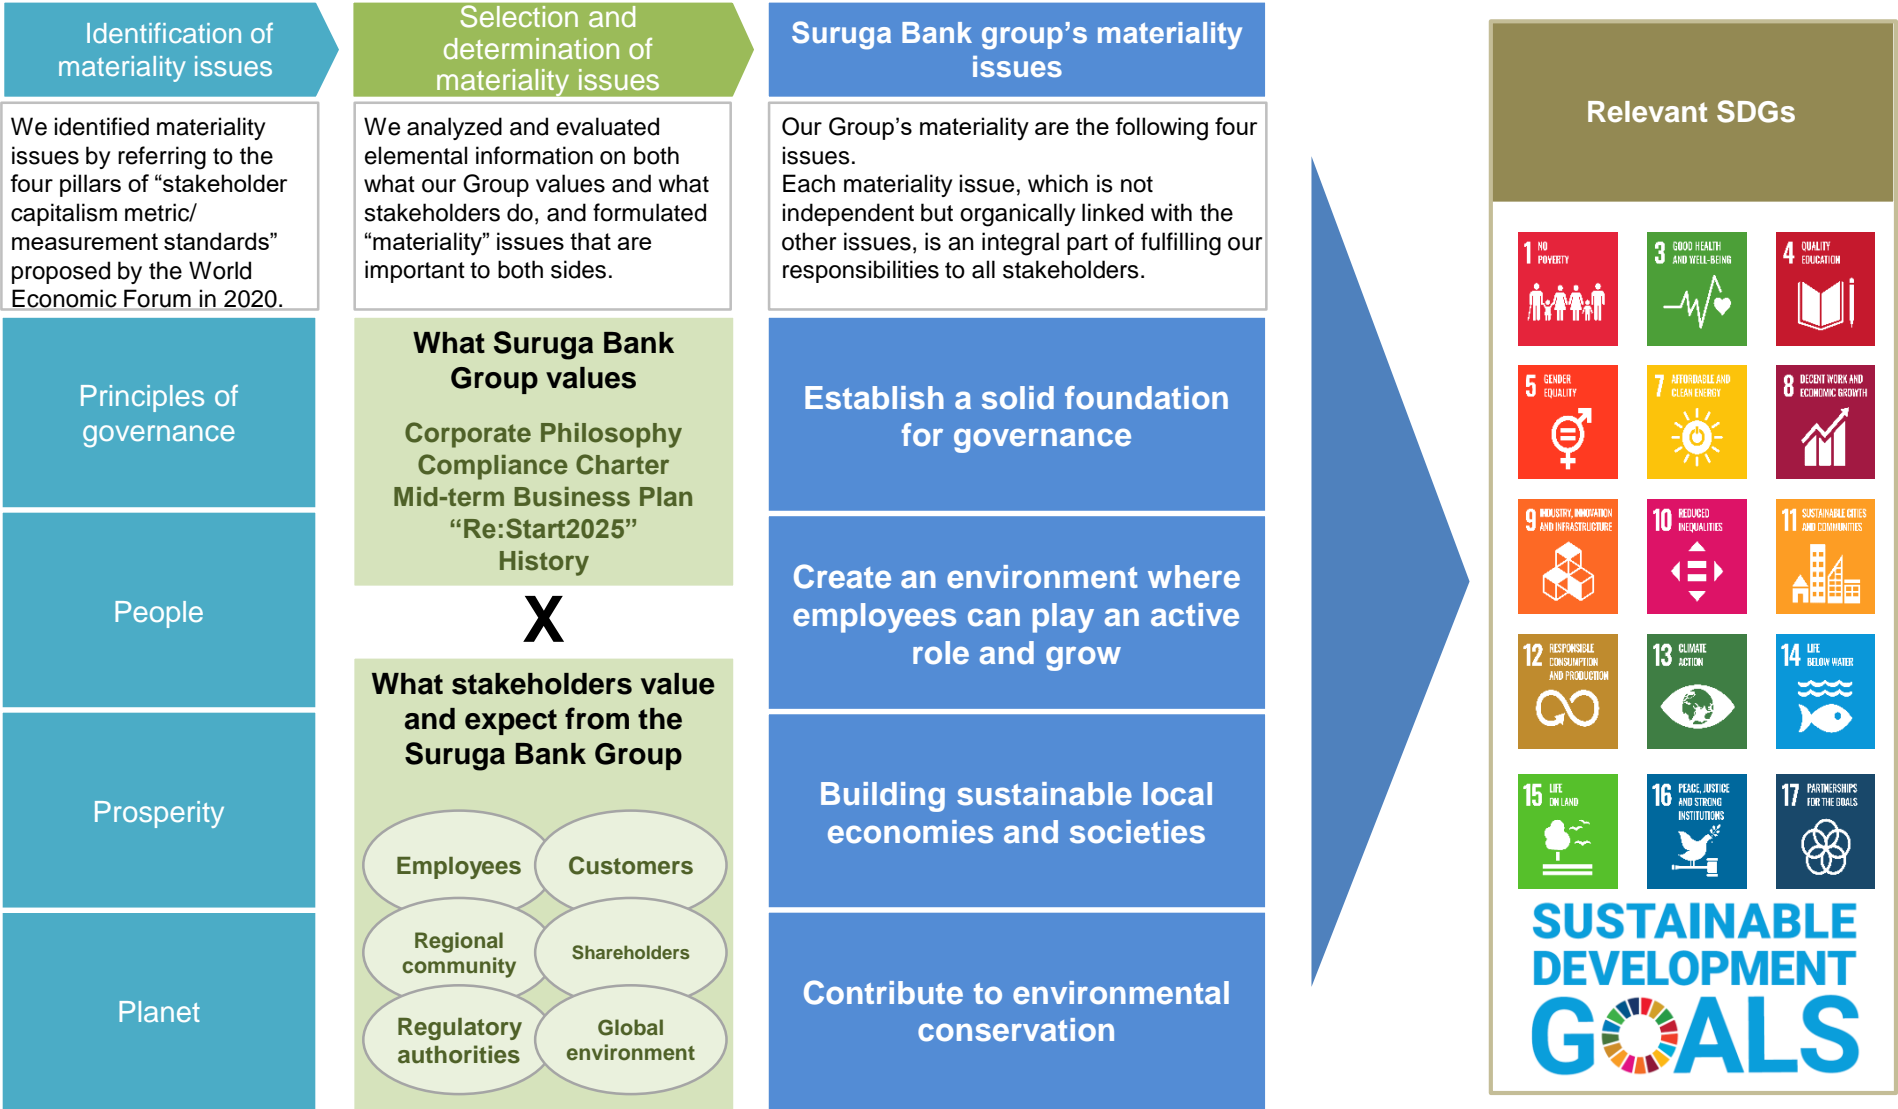 Identification of
materiality issues
Selection and
determination of
materiality issues
Suruga Bank group’s materiality
issues
We identified materiality
issues by referring to the
four pillars of “stakeholder
capitalism metric/
measurement standards”
proposed by the World
Economic Forum in 2020.
We analyzed and evaluated
elemental information on both
what our Group values and what
stakeholders do, and formulated
“materiality” issues that are
important to both sides.
Our Group’s materiality are the following four
issues.
Each materiality issue, which is not
independent but organically linked with the
other issues, is an integral part of fulfilling our
responsibilities to all stakeholders.
Principles of
governance
People
Prosperity
Planet
What Suruga Bank
Group values
Corporate Philosophy
Compliance Charter
Mid-term Business Plan
“Re:Start2025”
History
X
What stakeholders value
and expect from the
Suruga Bank Group
Employees
Customers
Regional
community
Shareholders
Regulatory
authorities
Global
environment
Establish a solid foundation
for governance
Create an environment where
employees can play an active
role and grow
Building sustainable local
economies and societies
Contribute to environmental
conservation
Relevant SDGs
1 NO
POVERTY
3 GOOD HEALTH
AND WELL-BEING
4 QUALITY
EDUCATION
5 GENDER
EQUALITY
7 AFFORDABLE AND
CLEAN ENERGY
8 DECENT WORK AND
ECONOMIC GROWTH
9 INDUSTRY, INNOVATION
AND INFRASTRUCTURE
10 REDUCED
INEQUALITIES
11 SUSTAINABLE CITIES
AND COMMUNITIES
12 RESPONSIBLE
CONSUMPTION
AND PRODUCTION
13 CLIMATE
ACTION
14 LIFE
BELOW WATER
15 LIFE
ON LAND
16 PEACE, JUSTICE
AND STRONG
INSTITUTIONS
17 PARTNERSHIPS
FOR THE GOALS
SUSTAINABLE
DEVELOPMENT
GOALS